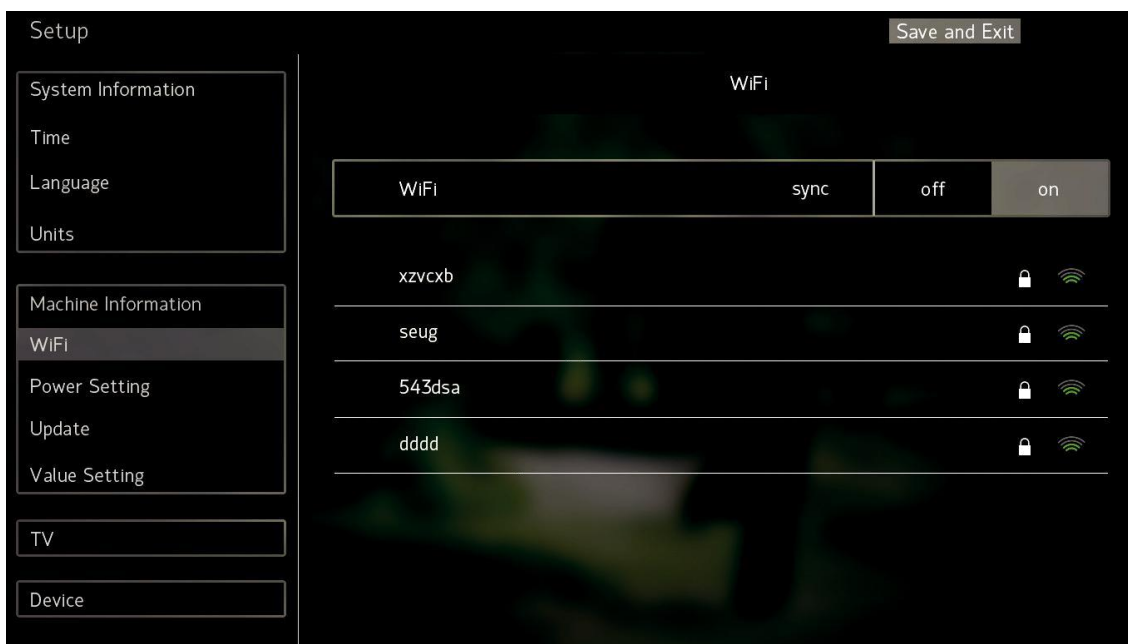 Setup
Save and Exit
System Information
Time
Language
Units
Machine Information
WiFi
Power Setting
Update
Value Setting
TV
Device
WiFi
WiFi sync off on
xzvcxb
seug
543dsa
dddd